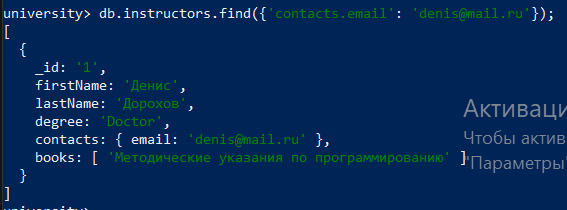 university> db.instructors.find({'contacts.email': 'denis@mail.ru'});
[
  {
    _id: '1',
    firstName: 'Денис',
    lastName: 'Дорохов',
    degree: 'Doctor',
    contacts: { email: 'denis@mail.ru' },
    books: [ 'Методические указания по программированию' ]
  }
]
university>
Активаци
Чтобы актив
"Параметры"